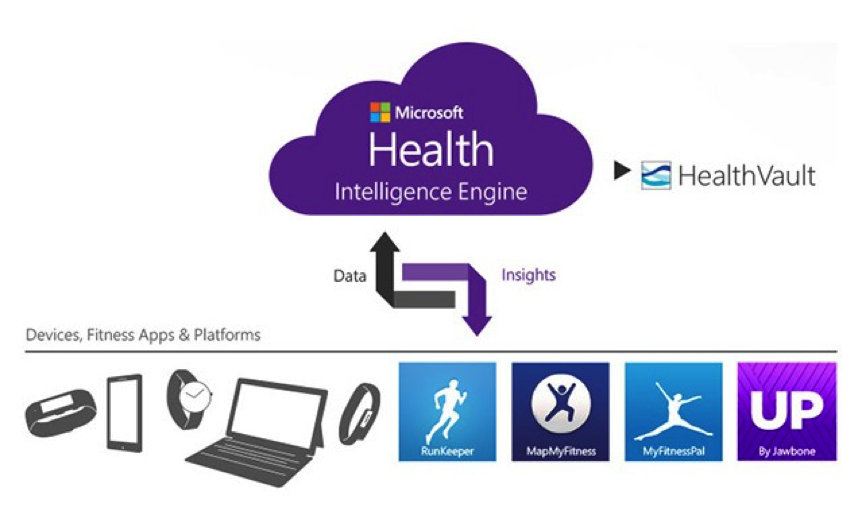 Microsoft
Health
Intelligence Engine
HealthVault
Data
Insights
Devices, Fitness Apps & Platforms
RunKeeper
MapMyFitness
MyFitnessPal
UP
By Jawbone